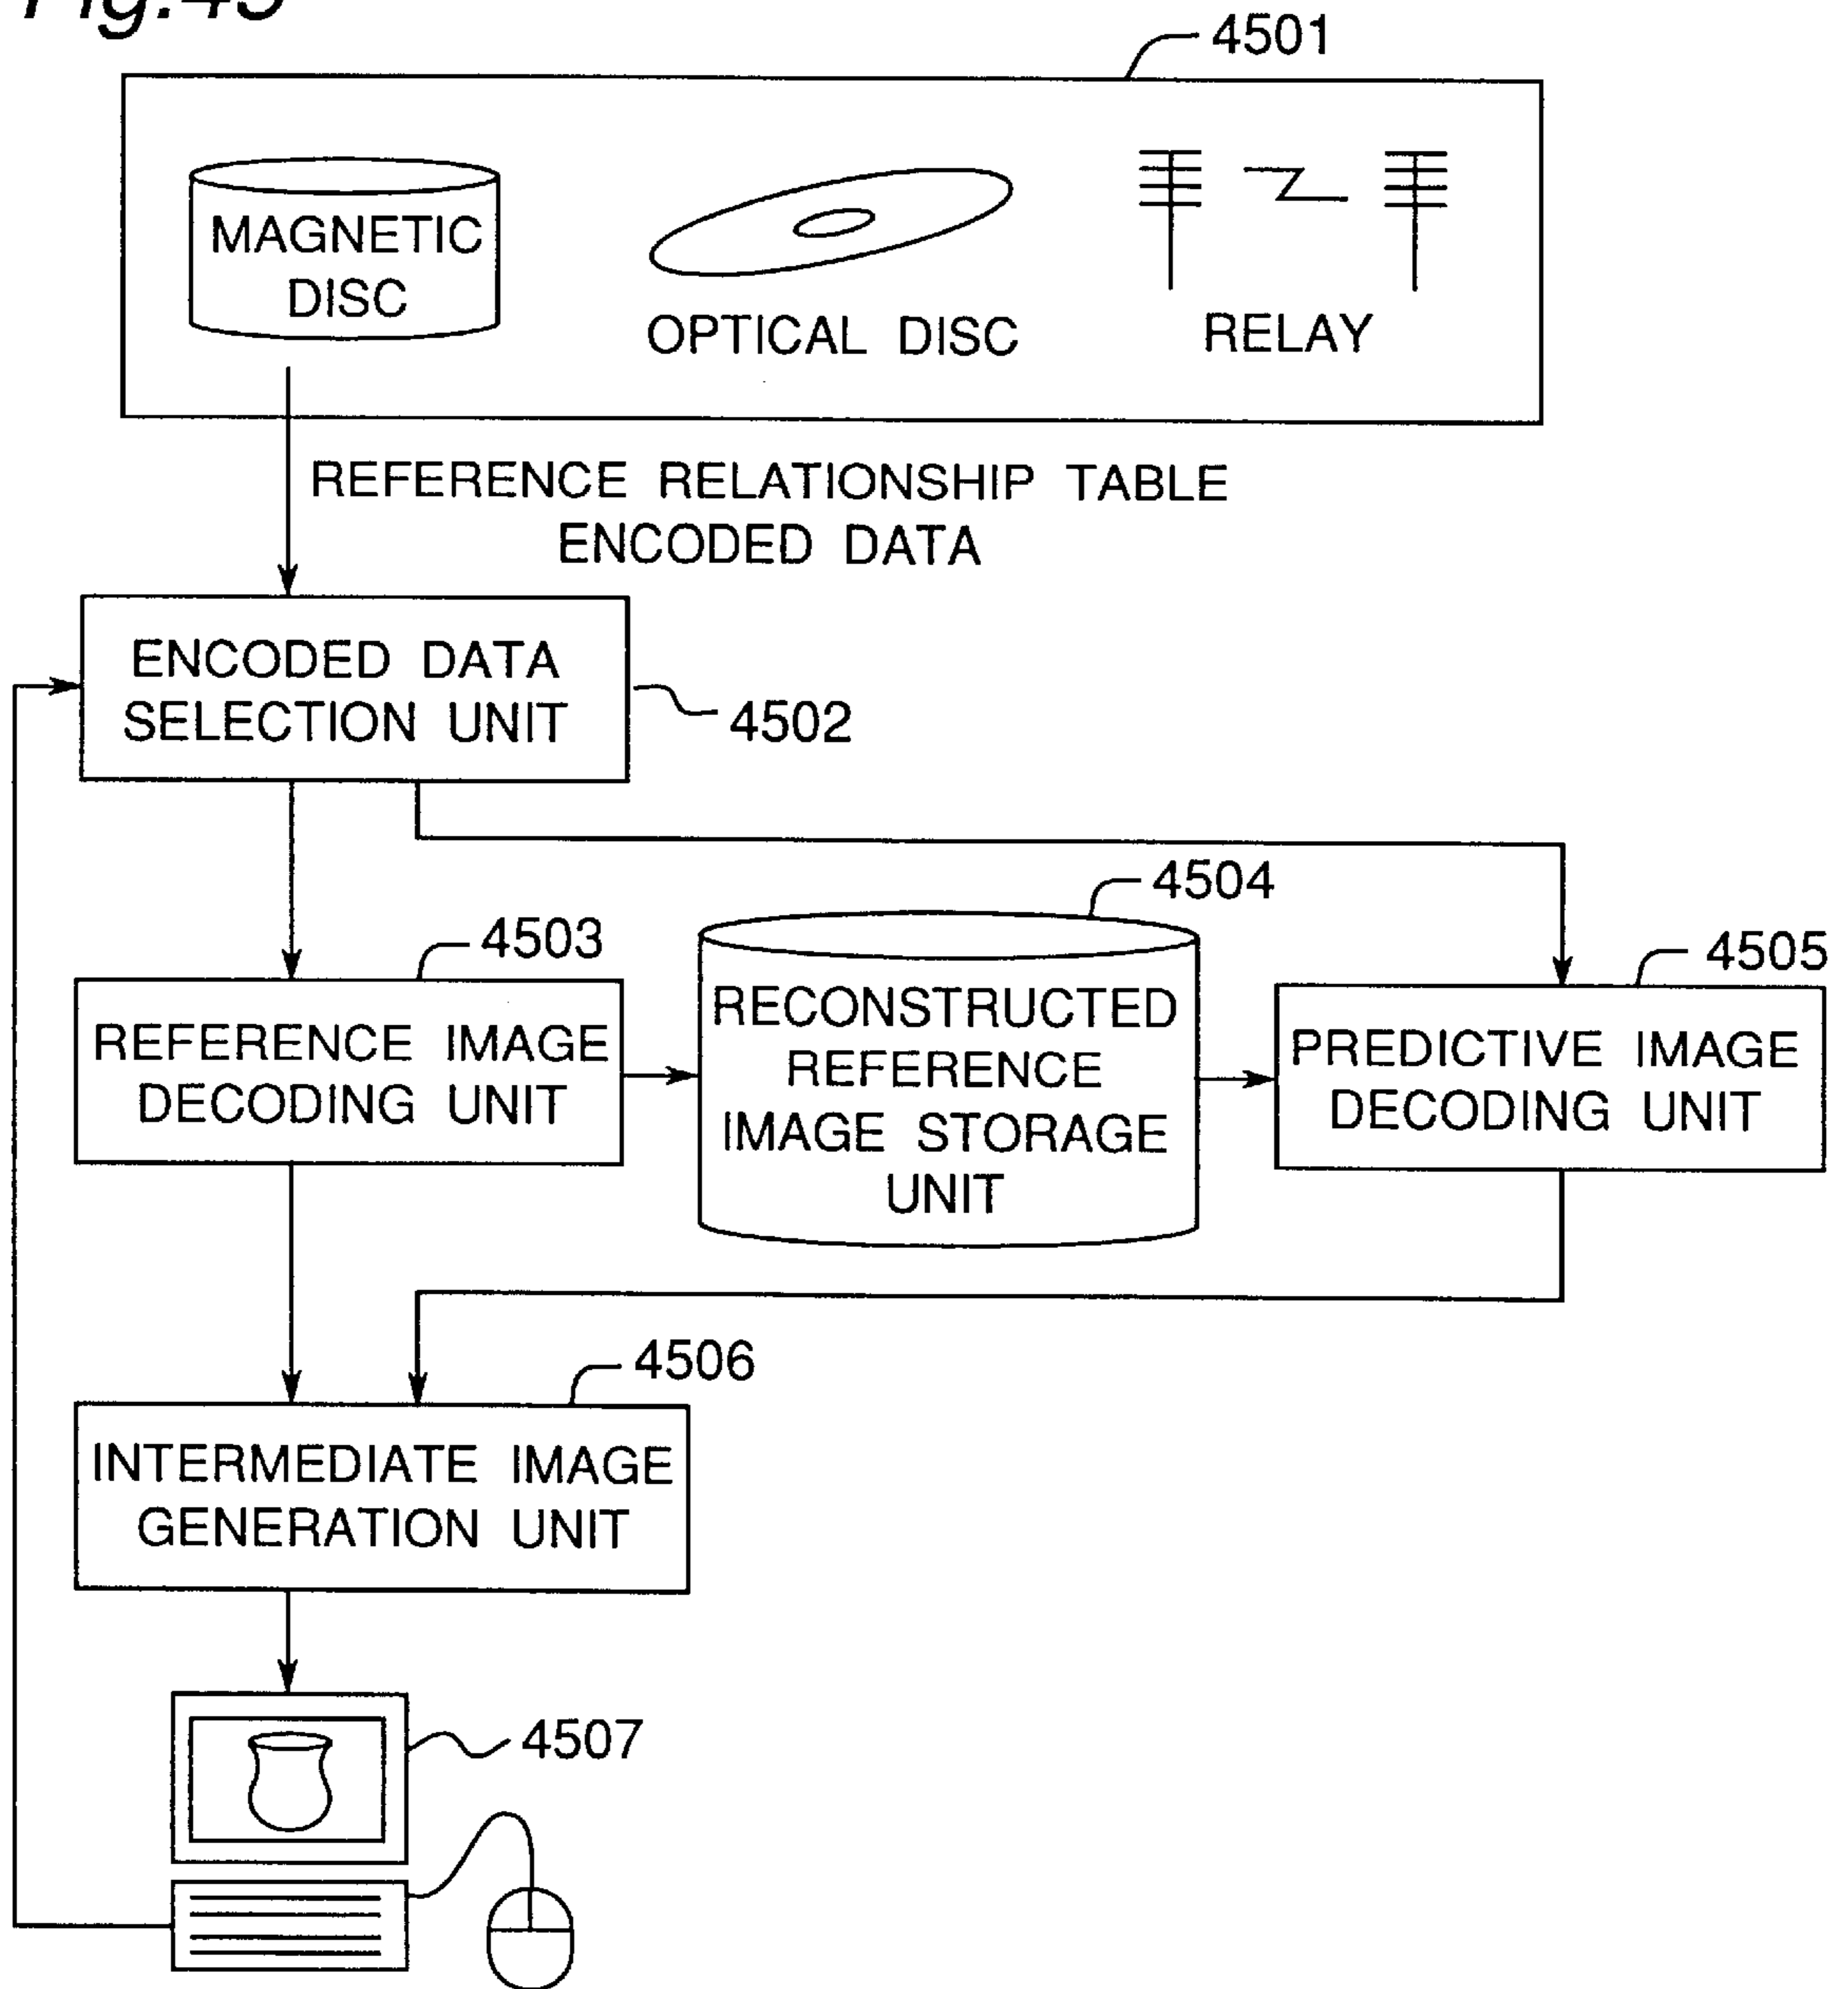 Fig.45
4501
MAGNETIC
DISC
OPTICAL DISC
RELAY
REFERENCE RELATIONSHIP TABLE
ENCODED DATA
ENCODED DATA
SELECTION UNIT
4502
4503
REFERENCE IMAGE
DECODING UNIT
4504
RECONSTRUCTED
REFERENCE
IMAGE STORAGE
UNIT
4505
PREDICTIVE IMAGE
DECODING UNIT
4506
INTERMEDIATE IMAGE
GENERATION UNIT
4507